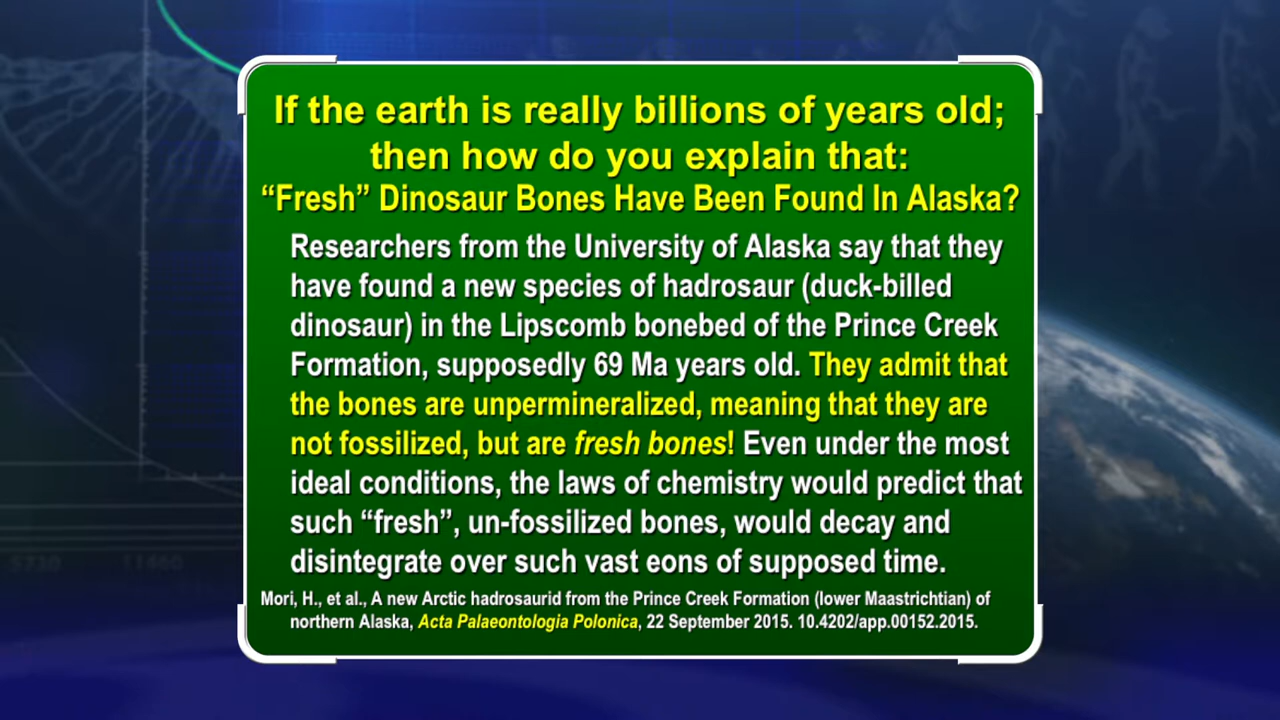 If the earth is really billions of years old;
then how do you explain that:
“Fresh” Dinosaur Bones Have Been Found In Alaska?
Researchers from the University of Alaska say that they
have found a new species of hadrosaur (duck-billed
dinosaur) in the Lipscomb bonebed of the Prince Creek
Formation, supposedly 69 Ma years old. They admit that
the bones are unpermineralized, meaning that they are
not fossilized, but are fresh bones! Even under the most
ideal conditions, the laws of chemistry would predict that
such “fresh”, un-fossilized bones, would decay and
disintegrate over such vast eons of supposed time.
Mori, H., et al., A new Arctic hadrosaurid from the Prince Creek Formation (lower Maastrichtian) of
northern Alaska, Acta Palaeontologia Polonica, 22 September 2015. 10.4202/app.00152.2015.
5730 11460